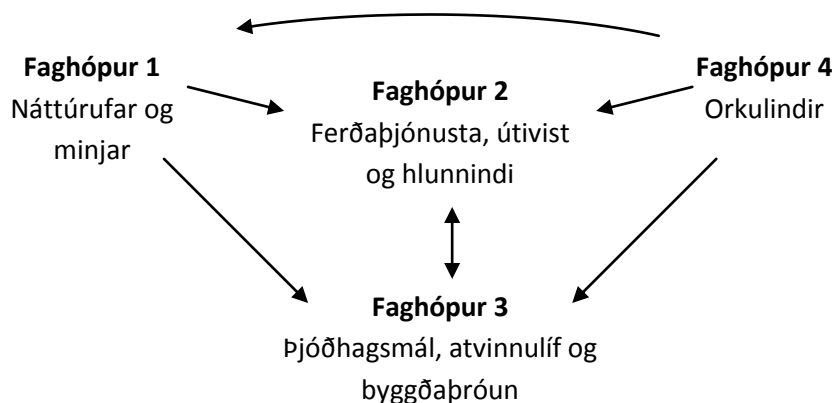 Faghópur 1
Náttúrufar og
minjar
Faghópur 2
Ferðaþjónusta, útivist
og hlunnindi
Faghópur 4
Orkulindir
Faghópur 3
Þjóðhagsmál, atvinnulíf og
byggðaþróun